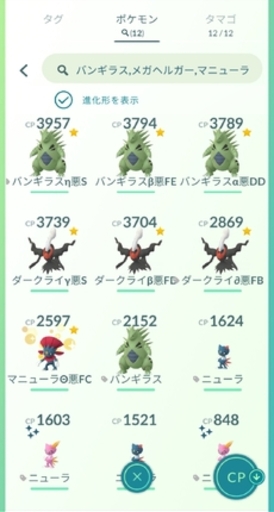 タグ ポケモン タマゴ
(12) 12/12
バンギラス,メガヘルガー,マニューラ
進化形を表示
CP3957 CP3794 CP3789
バンギラスη悪S バンギラスβ悪FE バンギラスα悪DD
CP3739 CP3704 CP2869
ダークライγ悪S ダークライβ悪FD ダークライ∂悪FB
CP2597 CP2152 CP1624
マニューラΘ悪FC バンギラス ニューラ
CP1603 CP1521 CP848
ニューラ ニューラ
CP